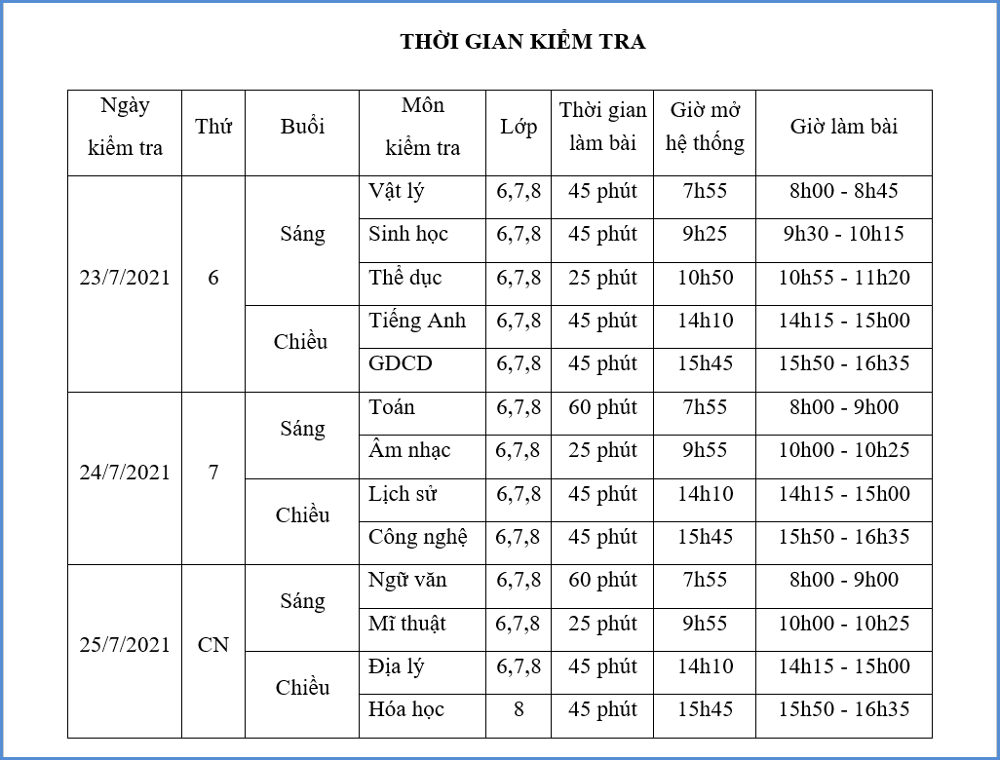 THỜI GIAN KIỂM TRA
Ngày kiểm tra Thứ Buổi Môn kiểm tra Lớp Thời gian làm bài Giờ mở hệ thống Giờ làm bài
23/7/2021 6 Sáng Vật lý 6,7,8 45 phút 7h55 8h00 - 8h45
Sinh học 6,7,8 45 phút 9h25 9h30 - 10h15
Thể dục 6,7,8 25 phút 10h50 10h55 - 11h20
Chiều Tiếng Anh 6,7,8 45 phút 14h10 14h15 - 15h00
GDCD 6,7,8 45 phút 15h45 15h50 - 16h35
24/7/2021 7 Sáng Toán 6,7,8 60 phút 7h55 8h00 - 9h00
Âm nhạc 6,7,8 25 phút 9h55 10h00 - 10h25
Chiều Lịch sử 6,7,8 45 phút 14h10 14h15 - 15h00
Công nghệ 6,7,8 45 phút 15h45 15h50 - 16h35
25/7/2021 CN Sáng Ngữ văn 6,7,8 60 phút 7h55 8h00 - 9h00
Mĩ thuật 6,7,8 25 phút 9h55 10h00 - 10h25
Chiều Địa lý 6,7,8 45 phút 14h10 14h15 - 15h00
Hóa học 8 45 phút 15h45 15h50 - 16h35